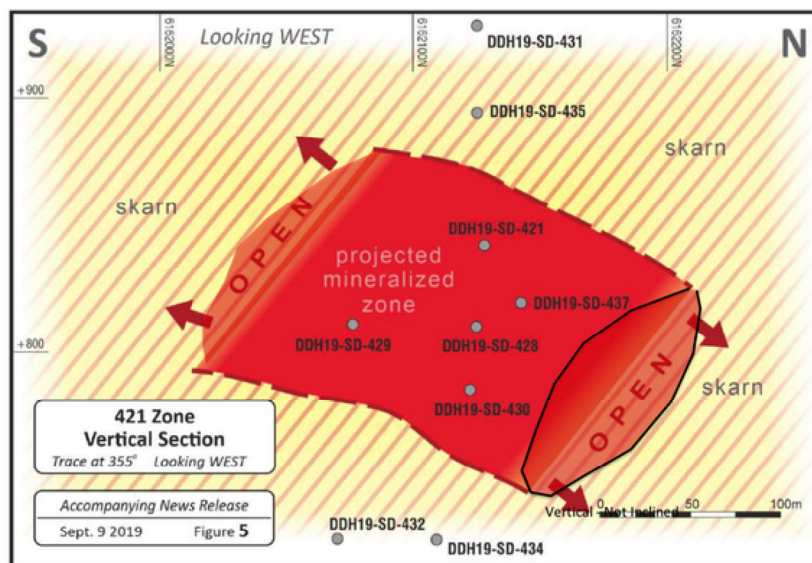 S
Looking WEST
6162000N
6162100N
6162200N
N
DDH19-SD-431
+900
DDH19-SD-435
skarn
skarn
OPEN
DDH19-SD-421
projected
mineralized
zone
DDH19-SD-437
DDH19-SD-429
DDH19-SD-428
+800
OPEN
skarn
DDH19-SD-430
421 Zone
Vertical Section
Trace at 355° Looking WEST
Accompanying News Release
Sept. 9 2019 Figure 5
0 50 100m
Vertical - Not Inclined
DDH19-SD-432
DDH19-SD-434